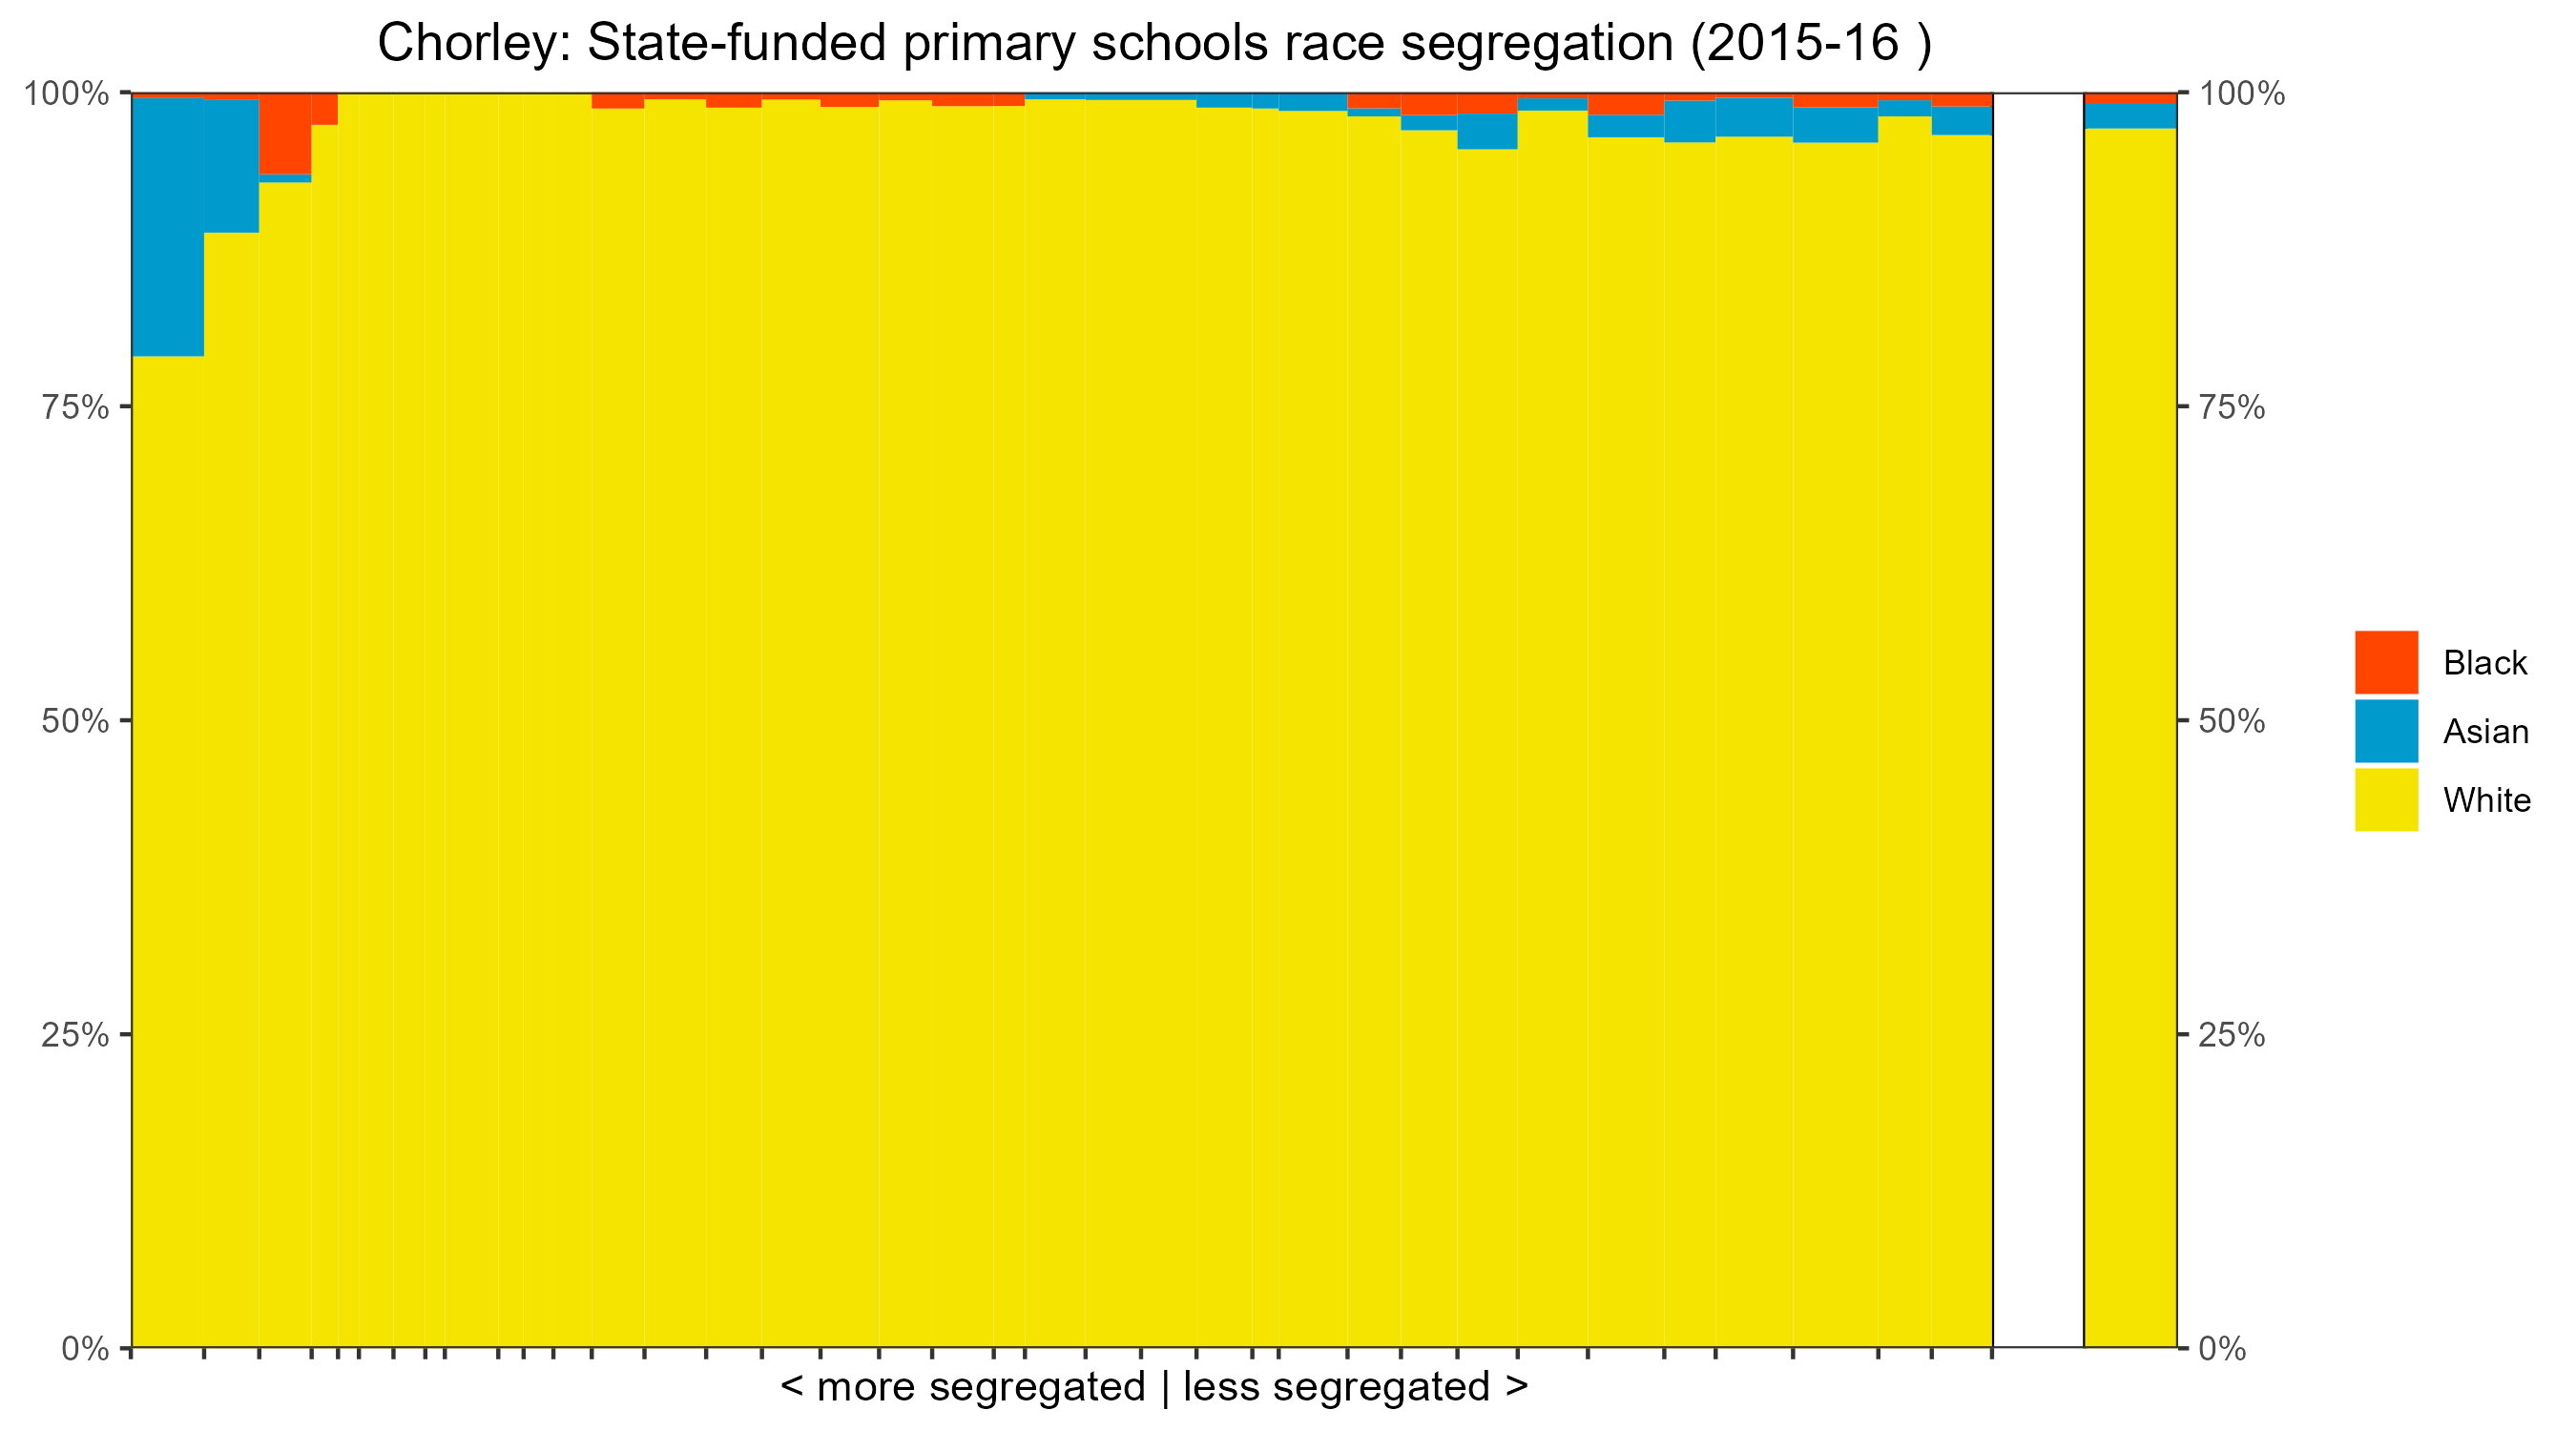 Chorley: State-funded primary schools race segregation (2015-16 )
100%
75%
50%
25%
0%
100%
75%
50%
25%
0%
Black
Asian
White
< more segregated | less segregated >